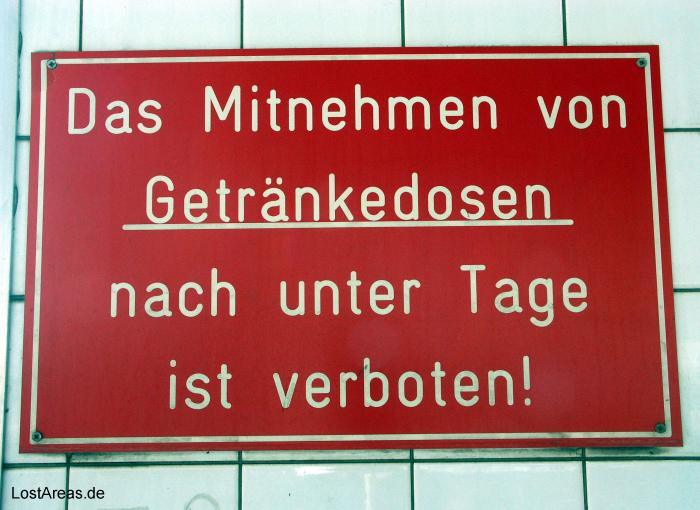 Das Mitnehmen von
Getränkedosen
nach unter Tage
ist verboten!
LostAreas.de